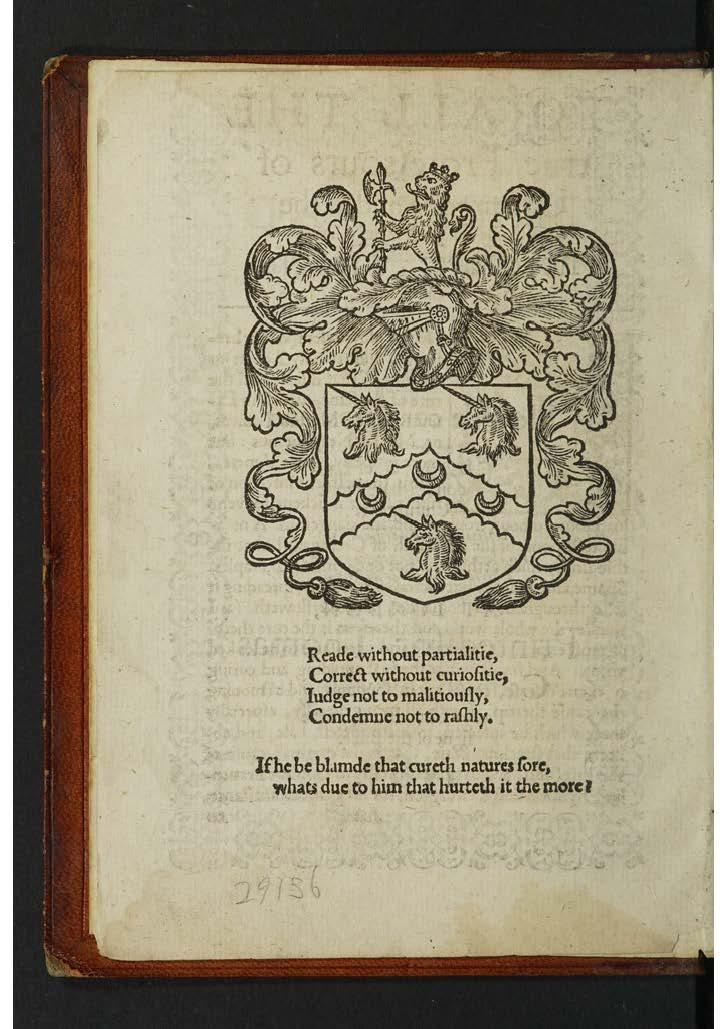 Reade without partialitie,
Correct without curioſitie,
Iudge not to malitiouſly,
Condemne not to raſhly.
If he be blamde that cureth natures ſore,
whats due to him that hurteth it the more?
29156